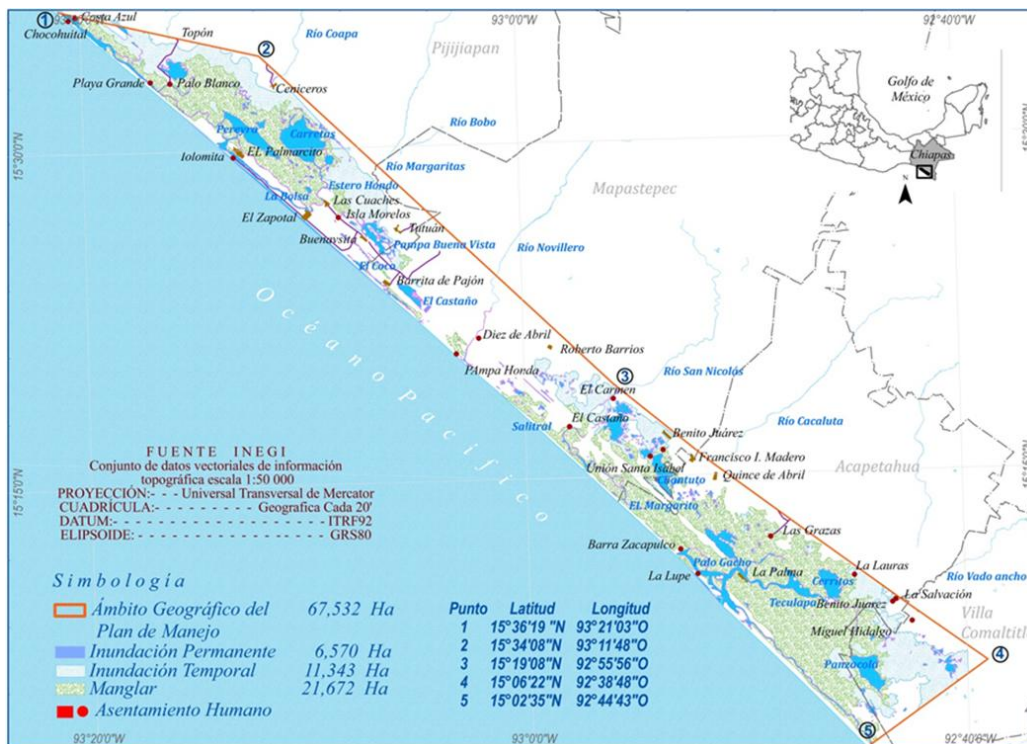 93°20'0"W
93°0'0"W
92°40'0"W
1
Costa Azul
Chocohuital
Topón
2
Río Coapa
Pijijiapan
Golfo de
México
Playa Grande
Palo Blanco
Ceniceros
Río Bobo
Chiapas
N
Pereyra
Carretas
15°30'0"N
EL Palmarcito
Iolomita
Río Margaritas
Mapastepec
Estero Hondo
La Bolsa
Las Cuaches
El Zapotal
Isla Morelos
Tutuán
Buenavsita
Pampa Buena Vista
Río Novillero
El Coco
Barrita de Pajón
El Castaño
Océano Pacífico
Diez de Abril
Roberto Barrios
PAmpa Honda
3
Río San Nicolás
El Carmen
El Castaño
Río Cacaluta
Salitral
Benito Juárez
Francisco I. Madero
Acapetahua
Unión Santa Isabel
Quince de Abril
Chantuto
EL Margarito
15°15'0"N
FUENTE INEGI
Conjunto de datos vectoriales de información
topográfica escala 1:50 000
PROYECCIÓN:- - - Universal Transversal de Mercator
CUADRÍCULA:- - - - - - - - - Geografica Cada 20'
DATUM:- - - - - - - - - - - - - - - - - - - - - - - ITRF92
ELIPSOIDE: - - - - - - - - - - - - - - - - - - - - GRS80
Las Grazas
Barra Zacapulco
Palo Gacho
La Lupe
La Palma
La Lauras
Cerritos
Río Vado ancho
Teculapa
Benito Juarez
La Salvación
Villa
Comaltitl
Miguel Hidalgo
Panzacola
4
5
Simbología
Ámbito Geográfico del 67,532 Ha
Plan de Manejo
Inundación Permanente 6,570 Ha
Inundación Temporal 11,343 Ha
Manglar 21,672 Ha
Asentamiento Humano
Punto Latitud Longitud
1 15°36'19 "N 93°21'03"O
2 15°34'08"N 93°11'48"O
3 15°19'08"N 92°55'56"O
4 15°06'22"N 92°38'48"O
5 15°02'35"N 92°44'43"O
93°20'0"W
93°0'0"W
92°40'0"W